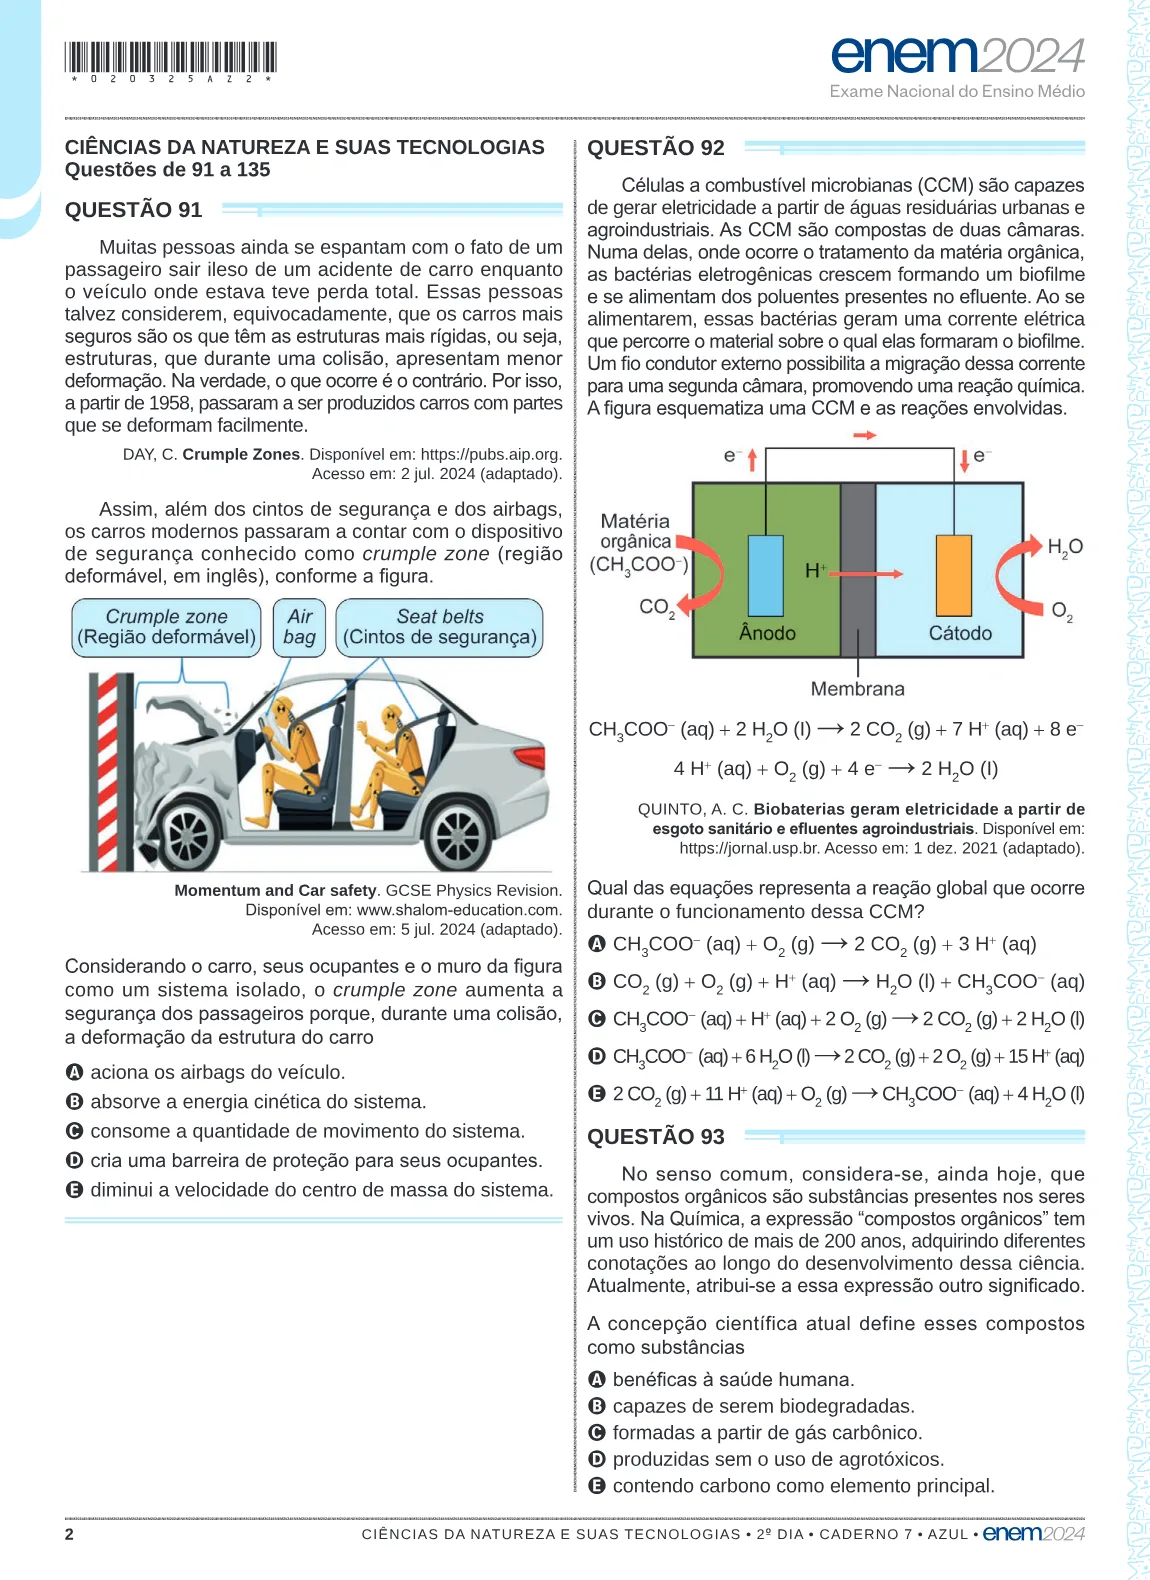 *020325AZ2*
enem2024
Exame Nacional do Ensino Médio
CIÊNCIAS DA NATUREZA E SUAS TECNOLOGIAS
Questões de 91 a 135
QUESTÃO 91
Muitas pessoas ainda se espantam com o fato de um
passageiro sair ileso de um acidente de carro enquanto
o veículo onde estava teve perda total. Essas pessoas
talvez considerem, equivocadamente, que os carros mais
seguros são os que têm as estruturas mais rígidas, ou seja,
estruturas, que durante uma colisão, apresentam menor
deformação. Na verdade, o que ocorre é o contrário. Por isso,
a partir de 1958, passaram a ser produzidos carros com partes
que se deformam facilmente.
DAY, C. Crumple Zones. Disponível em: https://pubs.aip.org.
Acesso em: 2 jul. 2024 (adaptado).
Assim, além dos cintos de segurança e dos airbags,
os carros modernos passaram a contar com o dispositivo
de segurança conhecido como crumple zone (região
deformável, em inglês), conforme a figura.
Crumple zone
(Região deformável)
Air
bag
Seat belts
(Cintos de segurança)
Momentum and Car safety. GCSE Physics Revision.
Disponível em: www.shalom-education.com.
Acesso em: 5 jul. 2024 (adaptado).
Considerando o carro, seus ocupantes e o muro da figura
como um sistema isolado, o crumple zone aumenta a
segurança dos passageiros porque, durante uma colisão,
a deformação da estrutura do carro
A aciona os airbags do veículo.
B absorve a energia cinética do sistema.
C consome a quantidade de movimento do sistema.
D cria uma barreira de proteção para seus ocupantes.
E diminui a velocidade do centro de massa do sistema.
QUESTÃO 92
Células a combustível microbianas (CCM) são capazes
de gerar eletricidade a partir de águas residuárias urbanas e
agroindustriais. As CCM são compostas de duas câmaras.
Numa delas, onde ocorre o tratamento da matéria orgânica,
as bactérias eletrogênicas crescem formando um biofilme
e se alimentam dos poluentes presentes no efluente. Ao se
alimentarem, essas bactérias geram uma corrente elétrica
que percorre o material sobre o qual elas formaram o biofilme.
Um fio condutor externo possibilita a migração dessa corrente
para uma segunda câmara, promovendo uma reação química.
A figura esquematiza uma CCM e as reações envolvidas.
e⁻
e⁻
Matéria
orgânica
(CH₃COO⁻)
CO₂
H⁺
Ânodo
Cátodo
H₂O
O₂
Membrana
CH₃COO⁻ (aq) + 2 H₂O (l) ⟶ 2 CO₂ (g) + 7 H⁺ (aq) + 8 e⁻
4 H⁺ (aq) + O₂ (g) + 4 e⁻ ⟶ 2 H₂O (l)
QUINTO, A. C. Biobaterias geram eletricidade a partir de
esgoto sanitário e efluentes agroindustriais. Disponível em:
https://jornal.usp.br. Acesso em: 1 dez. 2021 (adaptado).
Qual das equações representa a reação global que ocorre
durante o funcionamento dessa CCM?
A CH₃COO⁻ (aq) + O₂ (g) ⟶ 2 CO₂ (g) + 3 H⁺ (aq)
B CO₂ (g) + O₂ (g) + H⁺ (aq) ⟶ H₂O (l) + CH₃COO⁻ (aq)
C CH₃COO⁻ (aq) + H⁺ (aq) + 2 O₂ (g) ⟶ 2 CO₂ (g) + 2 H₂O (l)
D CH₃COO⁻ (aq) + 6 H₂O (l) ⟶ 2 CO₂ (g) + 2 O₂ (g) + 15 H⁺ (aq)
E 2 CO₂ (g) + 11 H⁺ (aq) + O₂ (g) ⟶ CH₃COO⁻ (aq) + 4 H₂O (l)
QUESTÃO 93
No senso comum, considera-se, ainda hoje, que
compostos orgânicos são substâncias presentes nos seres
vivos. Na Química, a expressão “compostos orgânicos” tem
um uso histórico de mais de 200 anos, adquirindo diferentes
conotações ao longo do desenvolvimento dessa ciência.
Atualmente, atribui-se a essa expressão outro significado.
A concepção científica atual define esses compostos
como substâncias
A benéficas à saúde humana.
B capazes de serem biodegradadas.
C formadas a partir de gás carbônico.
D produzidas sem o uso de agrotóxicos.
E contendo carbono como elemento principal.
2
CIÊNCIAS DA NATUREZA E SUAS TECNOLOGIAS • 2º DIA • CADERNO 7 • AZUL • enem2024